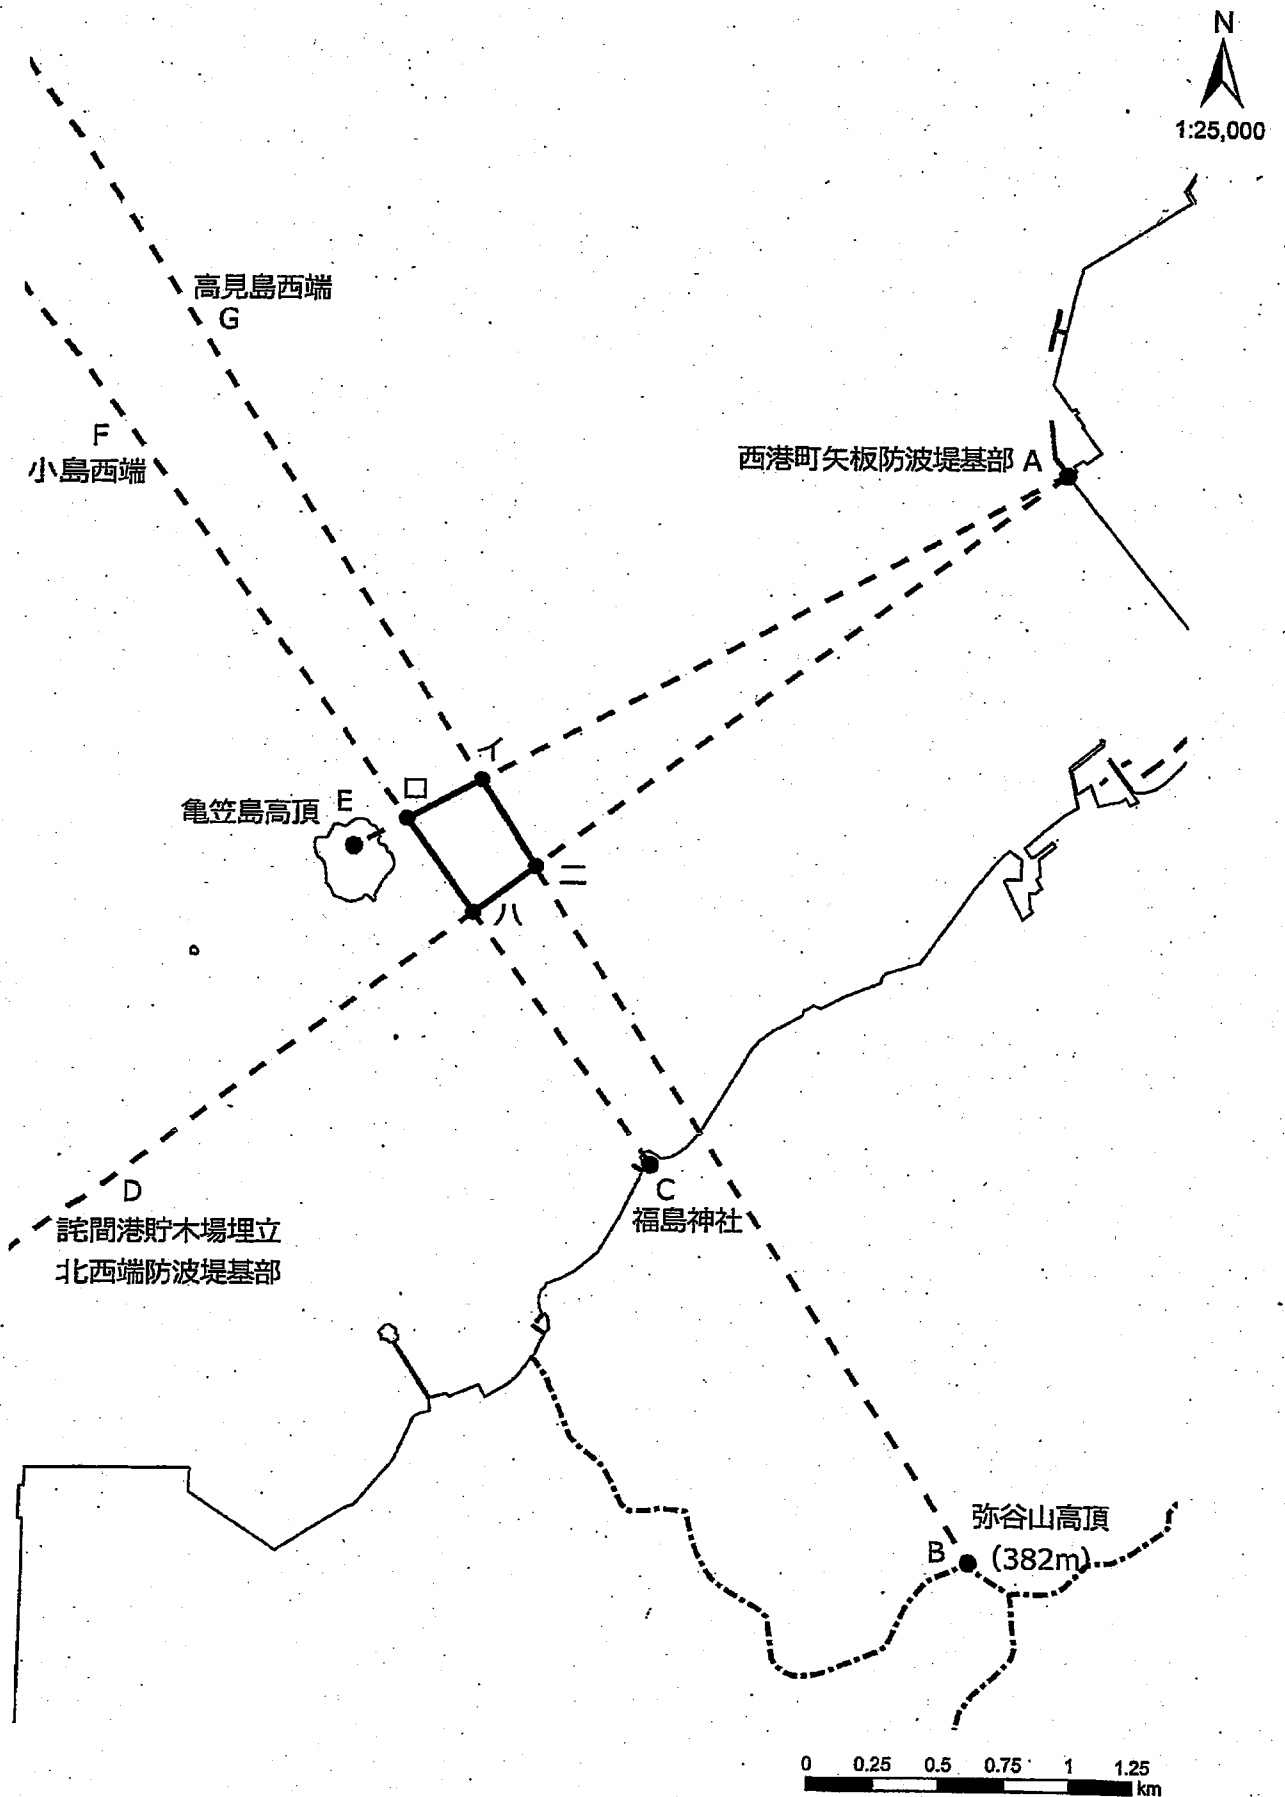 N
1:25,000
高見島西端
G
F
小島西端
西港町矢板防波堤基部 A
イ
ロ
亀笠島高頂 E
ニ
ハ
D
詫間港貯木場埋立
北西端防波堤基部
C
福島神社
弥谷山高頂
B (382m)
0 0.25 0.5 0.75 1 1.25
km